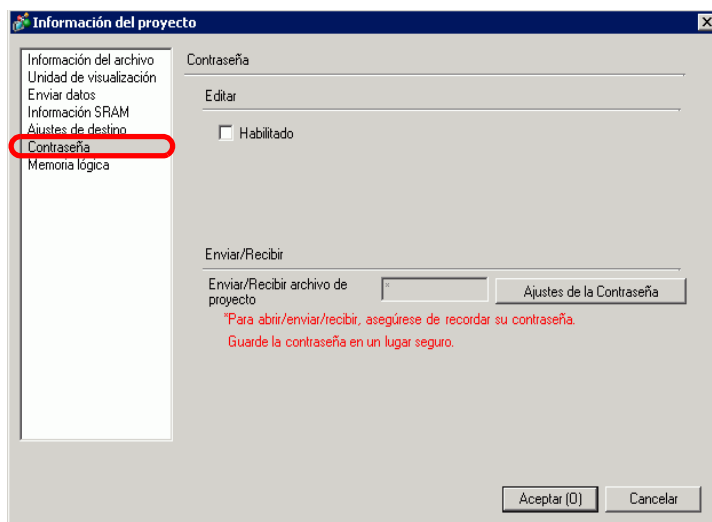 Información del proyecto
Información del archivo
Unidad de visualización
Enviar datos
Información SRAM
Ajustes de destino
Contraseña
Memoria lógica
Contraseña
Editar
Habilitado
Enviar/Recibir
Enviar/Recibir archivo de
proyecto
*
Ajustes de la Contraseña
*Para abrir/enviar/recibir, asegúrese de recordar su contraseña.
Guarde la contraseña en un lugar seguro.
Aceptar (O)
Cancelar